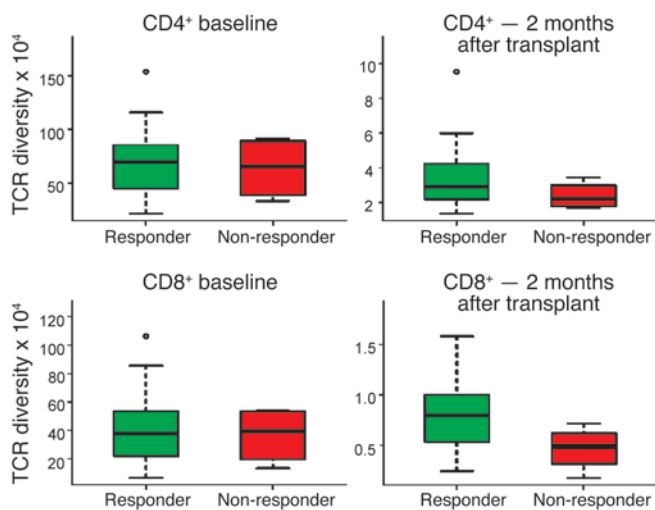 CD4⁺ baseline
TCR diversity x 10⁴
150
100
50
Responder
Non-responder
CD4⁺ — 2 months
after transplant
10
8
6
4
2
Responder
Non-responder
CD8⁺ baseline
TCR diversity x 10⁴
120
100
80
60
40
20
Responder
Non-responder
CD8⁺ — 2 months
after transplant
1.5
1.0
0.5
Responder
Non-responder